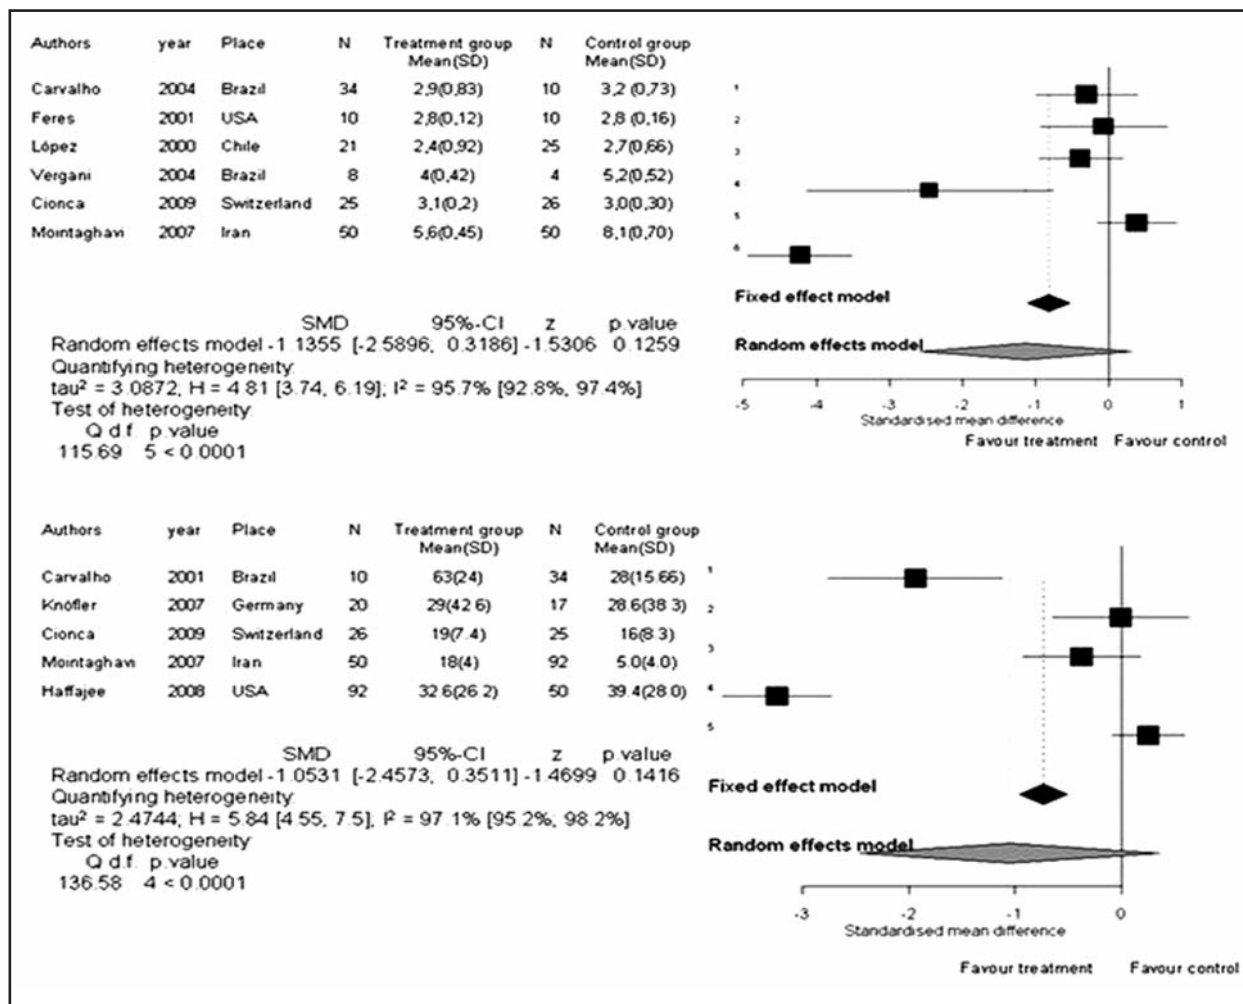 Authors year Place N Treatment group N Control group
Mean(SD) Mean(SD)
Carvalho 2004 Brazil 34 2,9(0,83) 10 3,2 (0,73)
Feres 2001 USA 10 2,8(0,12) 10 2,8 (0,16)
López 2000 Chile 21 2,4(0,92) 25 2,7(0,66)
Vergani 2004 Brazil 8 4(0,42) 4 5,2(0,52)
Cionca 2009 Switzerland 25 3,1(0,2) 26 3,0(0,30)
Mointaghavi 2007 Iran 50 5,6(0,45) 50 8,1(0,70)
1
2
3
4
5
6
Fixed effect model
Random effects model
-5 -4 -3 -2 -1 0 1
Standardised mean difference
Favour treatment Favour control
SMD 95%-CI z p.value
Random effects model -1.1355 [-2.5896; 0.3186] -1.5306 0.1259
Quantifying heterogeneity:
tau² = 3.0872; H = 4.81 [3.74; 6.19]; I² = 95.7% [92.8%; 97.4%]
Test of heterogeneity:
Q d.f. p.value
115.69 5 < 0.0001
Authors year Place N Treatment group N Control group
Mean(SD) Mean(SD)
Carvalho 2001 Brazil 10 63(24) 34 28(15.66)
Knöfler 2007 Germany 20 29(42.6) 17 28.6(38.3)
Cionca 2009 Switzerland 26 19(7.4) 25 16(8.3)
Mointaghavi 2007 Iran 50 18(4) 92 5.0(4.0)
Haffajee 2008 USA 92 32.6(26.2) 50 39.4(28.0)
1
2
3
4
5
Fixed effect model
Random effects model
-3 -2 -1 0
Standardised mean difference
Favour treatment Favour control
SMD 95%-CI z p.value
Random effects model -1.0531 [-2.4573; 0.3511] -1.4699 0.1416
Quantifying heterogeneity:
tau² = 2.4744; H = 5.84 [4.55; 7.5]; I² = 97.1% [95.2%; 98.2%]
Test of heterogeneity:
Q d.f. p.value
136.58 4 < 0.0001